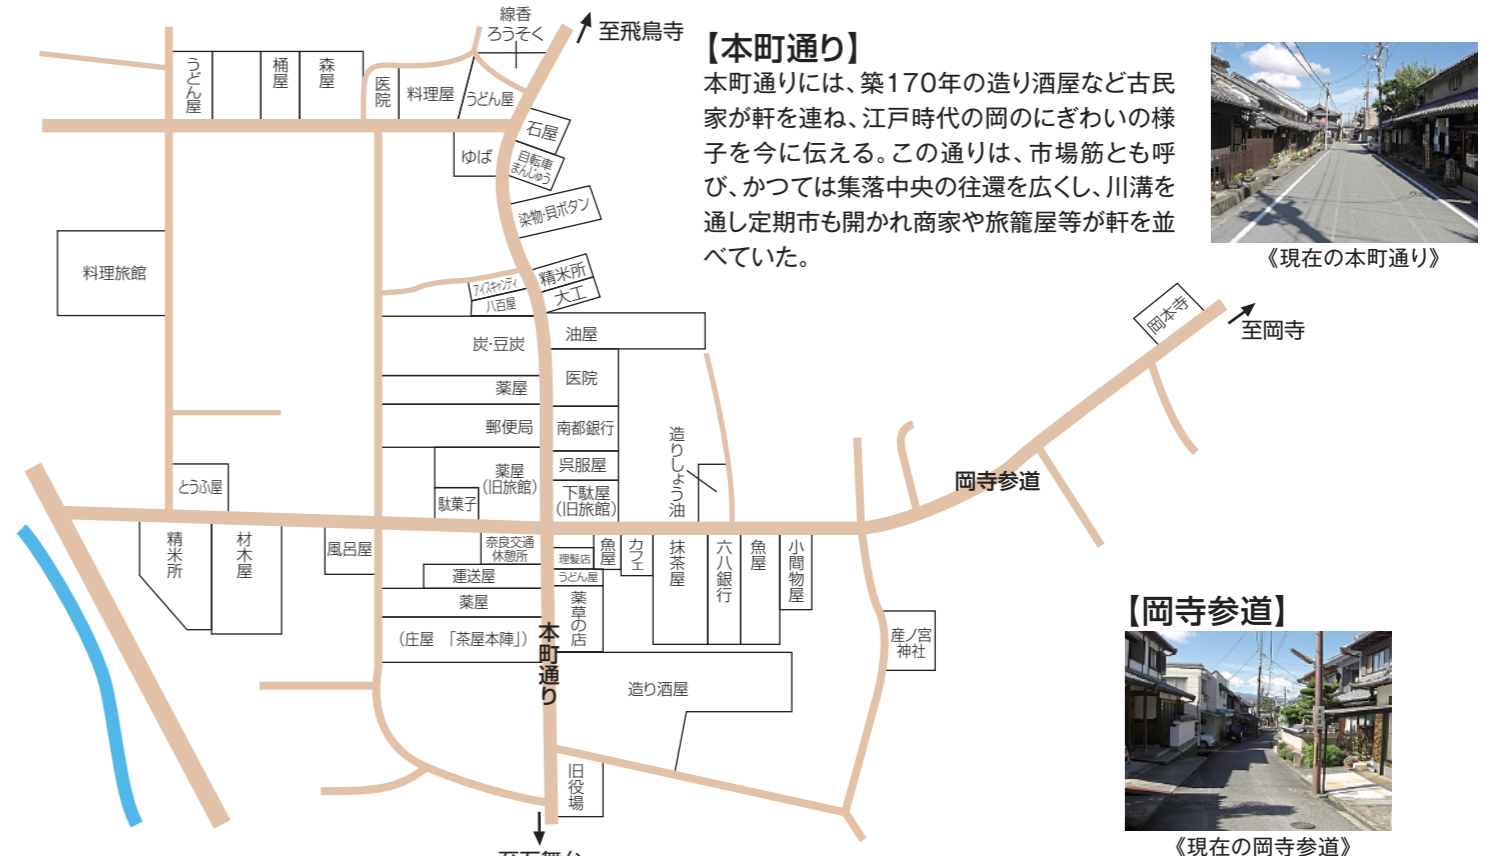 線香
ろうそく
至飛鳥寺
【本町通り】
本町通りには、築170年の造り酒屋など古民
家が軒を連ね、江戸時代の岡のにぎわいの様
子を今に伝える。この通りは、市場筋とも呼
び、かつては集落中央の往還を広くし、川溝を
通し定期市も開かれ商家や旅籠屋等が軒を並
べていた。
《現在の本町通り》
うどん屋
桶屋
森屋
医院
料理屋
うどん屋
石屋
ゆば
自転車
まんじゅう
染物・貝ボタン
料理旅館
アイスキャンディ
八百屋
精米所
大工
炭・豆炭
油屋
薬屋
医院
郵便局
南都銀行
薬屋
(旧旅館)
駄菓子
呉服屋
下駄屋
(旧旅館)
造りしょう油
岡本寺
至岡寺
岡寺参道
とうふ屋
精米所
材木屋
風呂屋
奈良交通
休憩所
運送屋
薬屋
(庄屋 「茶屋本陣」)
理髪店
魚屋
カフェ
うどん屋
薬草の店
抹茶屋
六八銀行
魚屋
小間物屋
本町通り
造り酒屋
産ノ宮
神社
旧役場
至石舞台
【岡寺参道】
《現在の岡寺参道》